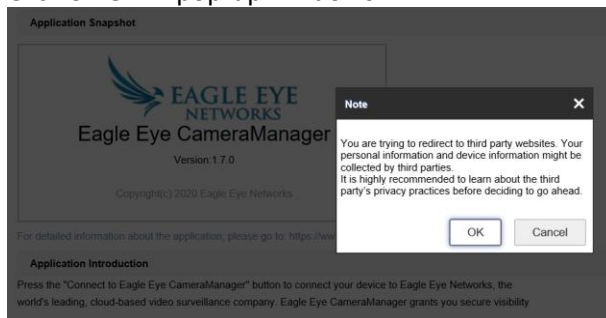 Application Snapshot
EAGLE EYE
NETWORKS
Eagle Eye CameraManager
Version:1.7.0
Copyright(c) 2020 Eagle Eye Networks
For detailed information about the application, please go to: https://ww
Application Introduction
Press the "Connect to Eagle Eye CameraManager" button to connect your device to Eagle Eye Networks, the
world's leading, cloud-based video surveillance company. Eagle Eye CameraManager grants you secure visibility
Note
You are trying to redirect to third party websites. Your
personal information and device information might be
collected by third parties.
It is highly recommended to learn about the third
party's privacy practices before deciding to go ahead.
OK
Cancel